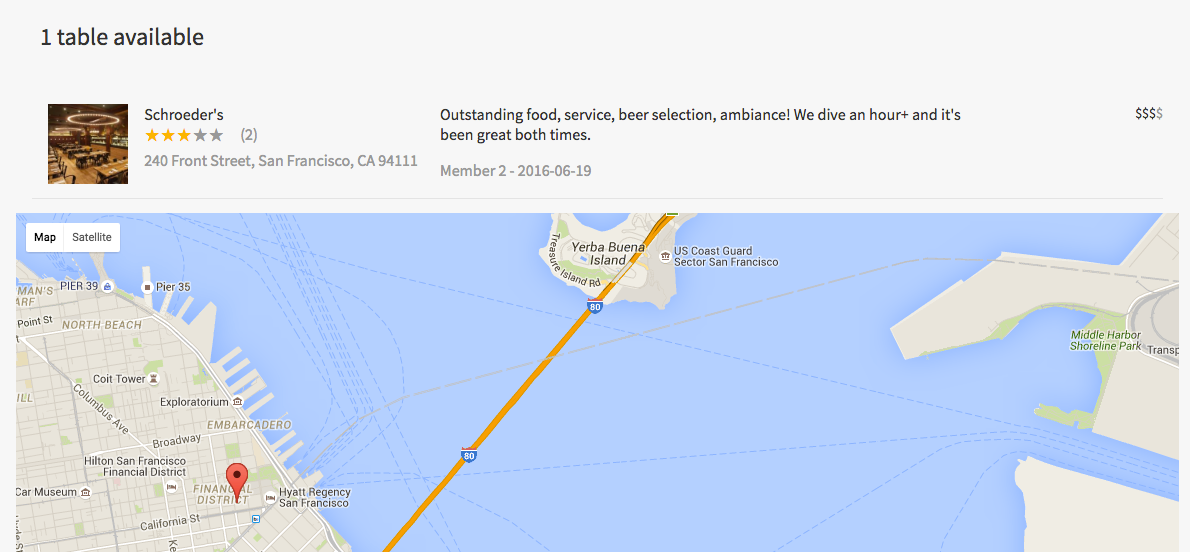 1 table available
Schroeder's
(2)
240 Front Street, San Francisco, CA 94111
Outstanding food, service, beer selection, ambiance! We dive an hour+ and it's
been great both times.
Member 2 - 2016-06-19
$$$$
Map
Satellite
Yerba Buena
Island
Treasure Island Rd
US Coast Guard
Sector San Francisco
80
PIER 39
Pier 35
MAN'S
ARF
Point St
NORTH BEACH
Middle Harbor
Shoreline Park
Transp
Coit Tower
ILL
Columbus Ave
Exploratorium
EMBARCADERO
Broadway
80
Hilton San Francisco
Financial District
Car Museum
FINANCIAL
DISTRICT
Hyatt Regency
San Francisco
California St